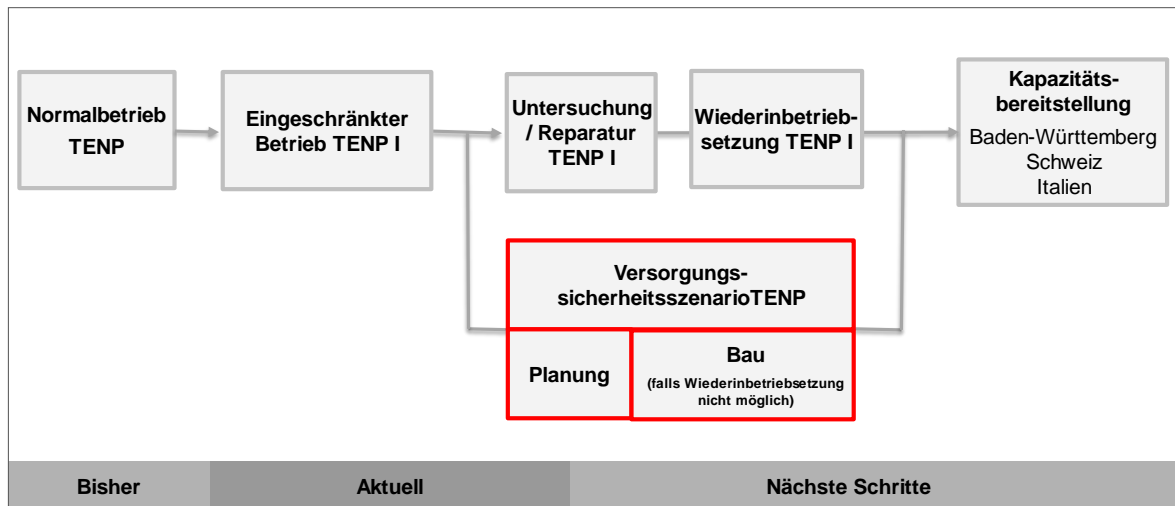 Normalbetrieb
TENP
Eingeschränkter
Betrieb TENP I
Untersuchung
/ Reparatur
TENP I
Wiederinbetrieb-
setzung TENP I
Kapazitäts-
bereitstellung
Baden-Württemberg
Schweiz
Italien
Versorgungs-
sicherheitsszenarioTENP
Planung
Bau
(falls Wiederinbetriebsetzung
nicht möglich)
Bisher
Aktuell
Nächste Schritte